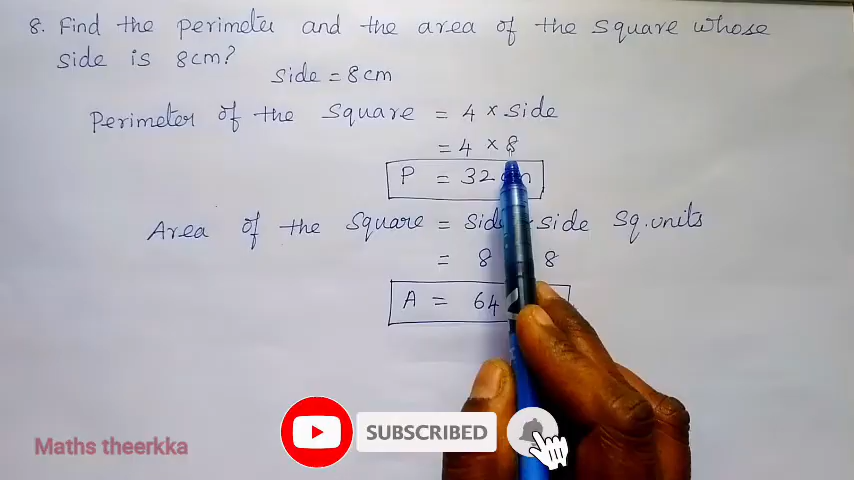 8. Find the perimeter and the area of the square whose
side is 8cm?
side = 8cm
Perimeter of the square = 4 × side
= 4 × 8
P = 32
Area of the square = side side sq.units
= 8 8
A = 64
SUBSCRIBED
Maths theerkka